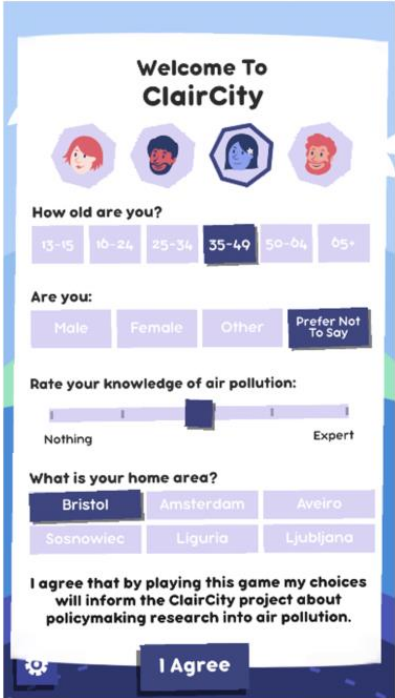 Welcome To
ClairCity
How old are you?
13-15 16-24 25-34 35-49 50-64 65+
Are you:
Male Female Other Prefer Not
To Say
Rate your knowledge of air pollution:
Nothing Expert
What is your home area?
Bristol Amsterdam Aveiro
Sosnowiec Liguria Ljubljana
I agree that by playing this game my choices
will inform the ClairCity project about
policymaking research into air pollution.
I Agree